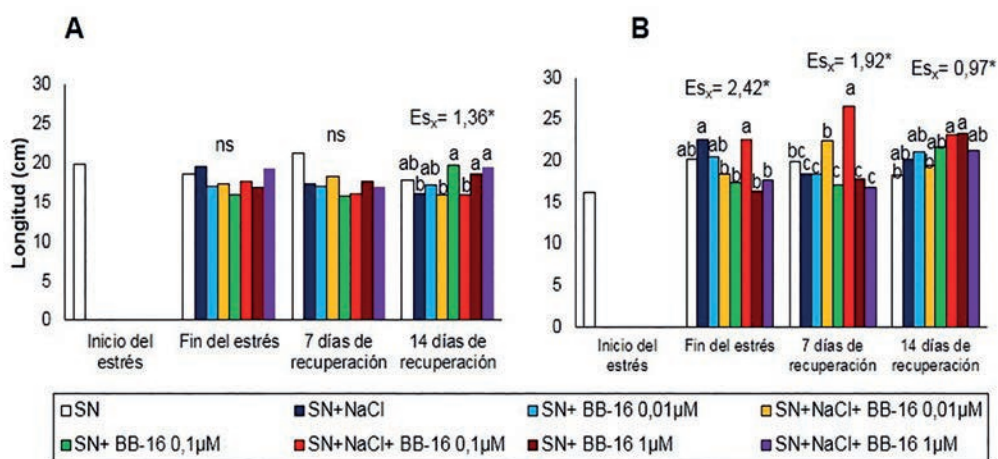 A
B
Longitud (cm)
30
25
20
15
10
5
0
ns
ns
Esx= 1,36*
ab
b
ab
b
a
b
a
a
Inicio del
estrés
Fin del estrés
7 días de
recuperación
14 días de
recuperación
30
25
20
15
10
5
0
Esx= 2,42*
Esx= 1,92*
Esx= 0,97*
ab
a
ab
b
b
a
b
b
bc
c
c
b
c
a
c
c
b
ab
ab
b
ab
a
a
ab
Inicio del
estrés
Fin del estrés
7 días de
recuperación
14 días de
recuperación
SN
SN+NaCl
SN+ BB-16 0,01µM
SN+NaCl+ BB-16 0,01µM
SN+ BB-16 0,1µM
SN+NaCl+ BB-16 0,1µM
SN+ BB-16 1µM
SN+NaCl+ BB-16 1µM